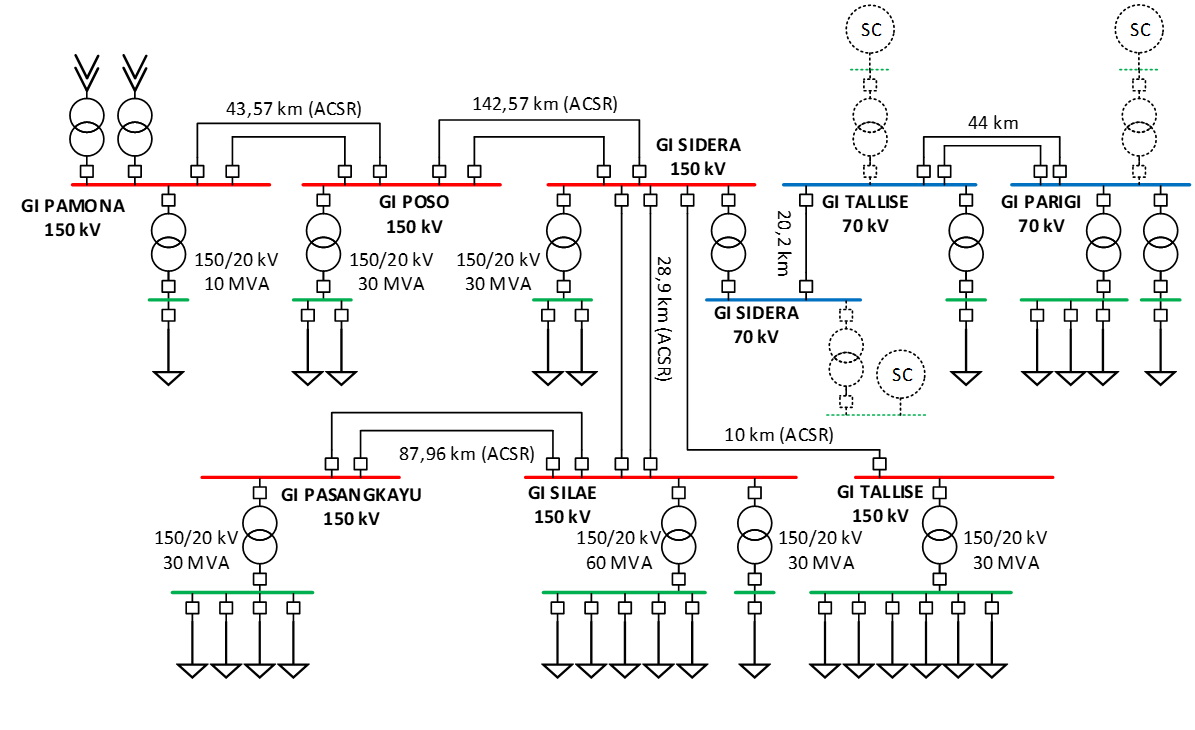 SC
SC
43,57 km (ACSR)
142,57 km (ACSR)
44 km
GI SIDERA
150 kV
GI PAMONA
150 kV
GI POSO
150 kV
GI TALLISE
70 kV
GI PARIGI
70 kV
150/20 kV
10 MVA
150/20 kV
30 MVA
150/20 kV
30 MVA
28,9 km (ACSR)
20,2 km
GI SIDERA
70 kV
SC
87,96 km (ACSR)
10 km (ACSR)
GI PASANGKAYU
150 kV
GI SILAE
150 kV
GI TALLISE
150 kV
150/20 kV
30 MVA
150/20 kV
60 MVA
150/20 kV
30 MVA
150/20 kV
30 MVA